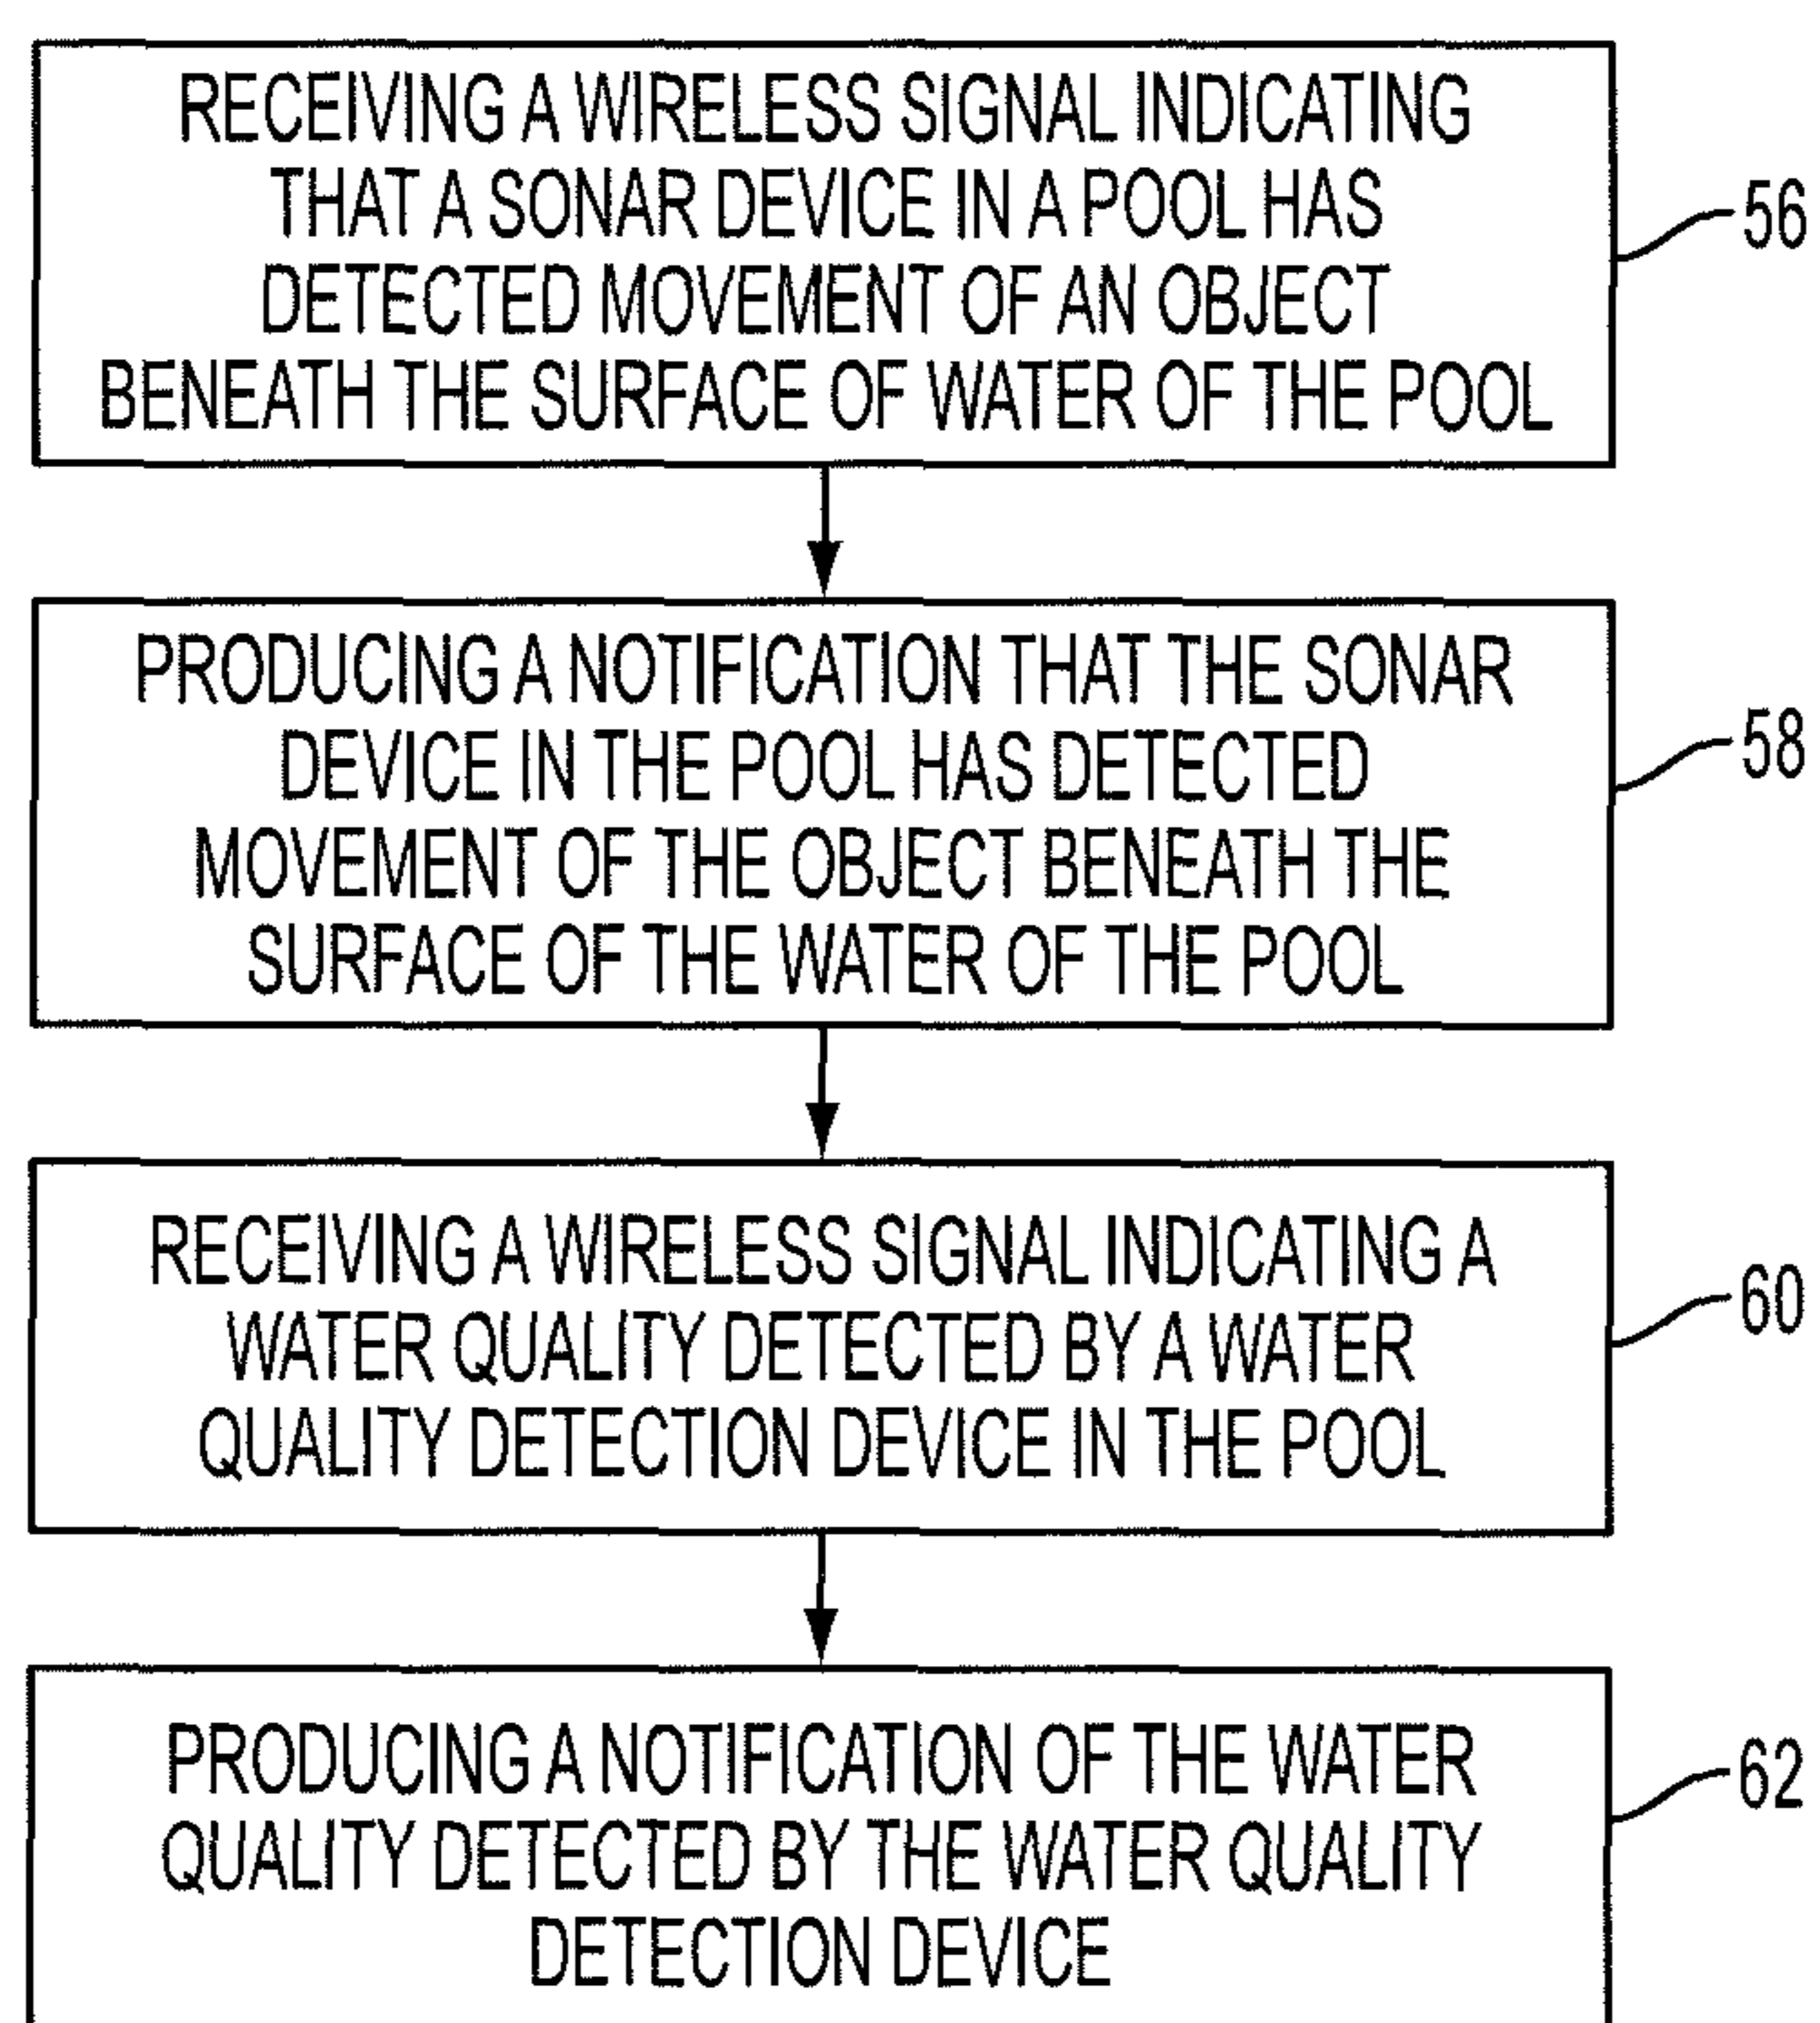 RECEIVING A WIRELESS SIGNAL INDICATING
THAT A SONAR DEVICE IN A POOL HAS
DETECTED MOVEMENT OF AN OBJECT
BENEATH THE SURFACE OF WATER OF THE POOL
56
PRODUCING A NOTIFICATION THAT THE SONAR
DEVICE IN THE POOL HAS DETECTED
MOVEMENT OF THE OBJECT BENEATH THE
SURFACE OF THE WATER OF THE POOL
58
RECEIVING A WIRELESS SIGNAL INDICATING A
WATER QUALITY DETECTED BY A WATER
QUALITY DETECTION DEVICE IN THE POOL
60
PRODUCING A NOTIFICATION OF THE WATER
QUALITY DETECTED BY THE WATER QUALITY
DETECTION DEVICE
62